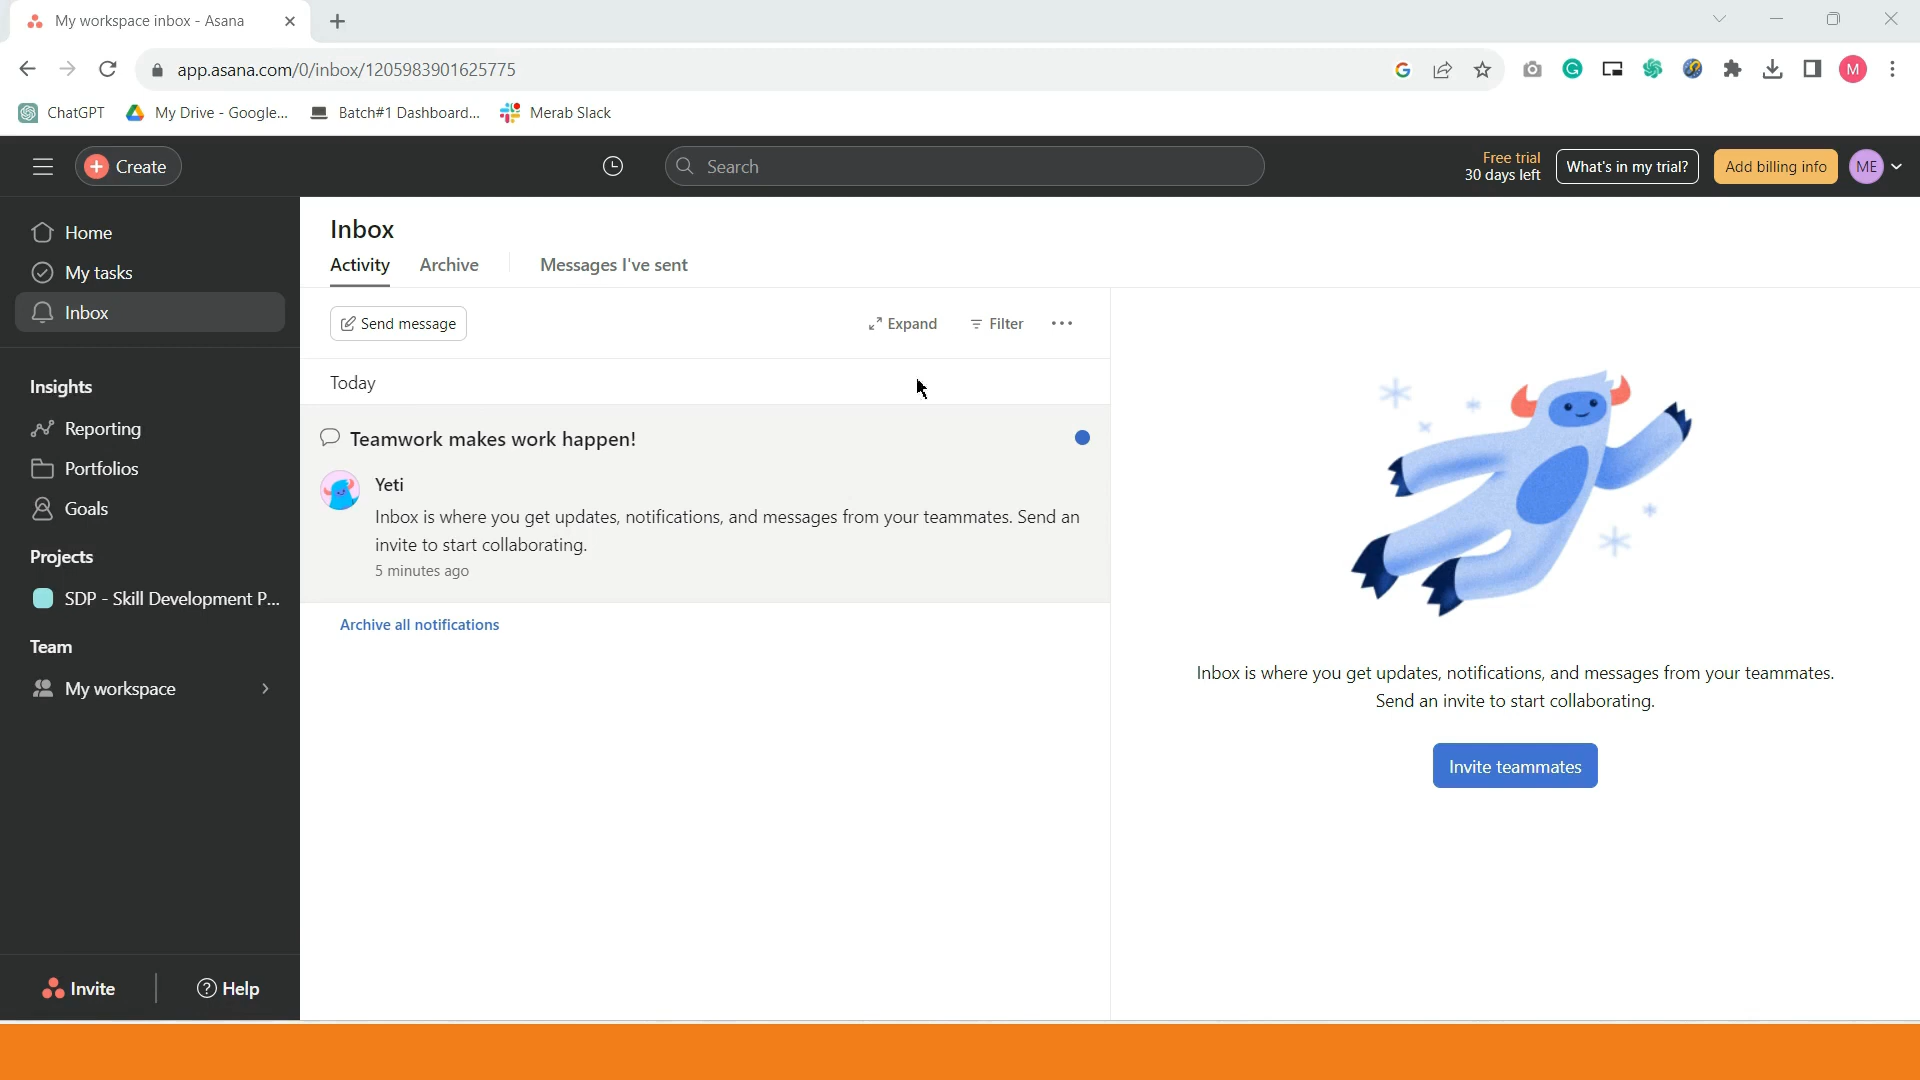 My workspace inbox - Asana
app.asana.com/0/inbox/1205983901625775
G
M
ChatGPT
My Drive - Google...
Batch#1 Dashboard...
Merab Slack
Create
Search
Free trial
30 days left
What's in my trial?
Add billing info
ME
Home
My tasks
Inbox
Insights
Reporting
Portfolios
Goals
Projects
SDP - Skill Development P...
Team
My workspace
Invite
Help
Inbox
Activity
Archive
Messages I've sent
Send message
Expand
Filter
Today
Teamwork makes work happen!
Yeti
Inbox is where you get updates, notifications, and messages from your teammates. Send an
invite to start collaborating.
5 minutes ago
Archive all notifications
Inbox is where you get updates, notifications, and messages from your teammates.
Send an invite to start collaborating.
Invite teammates